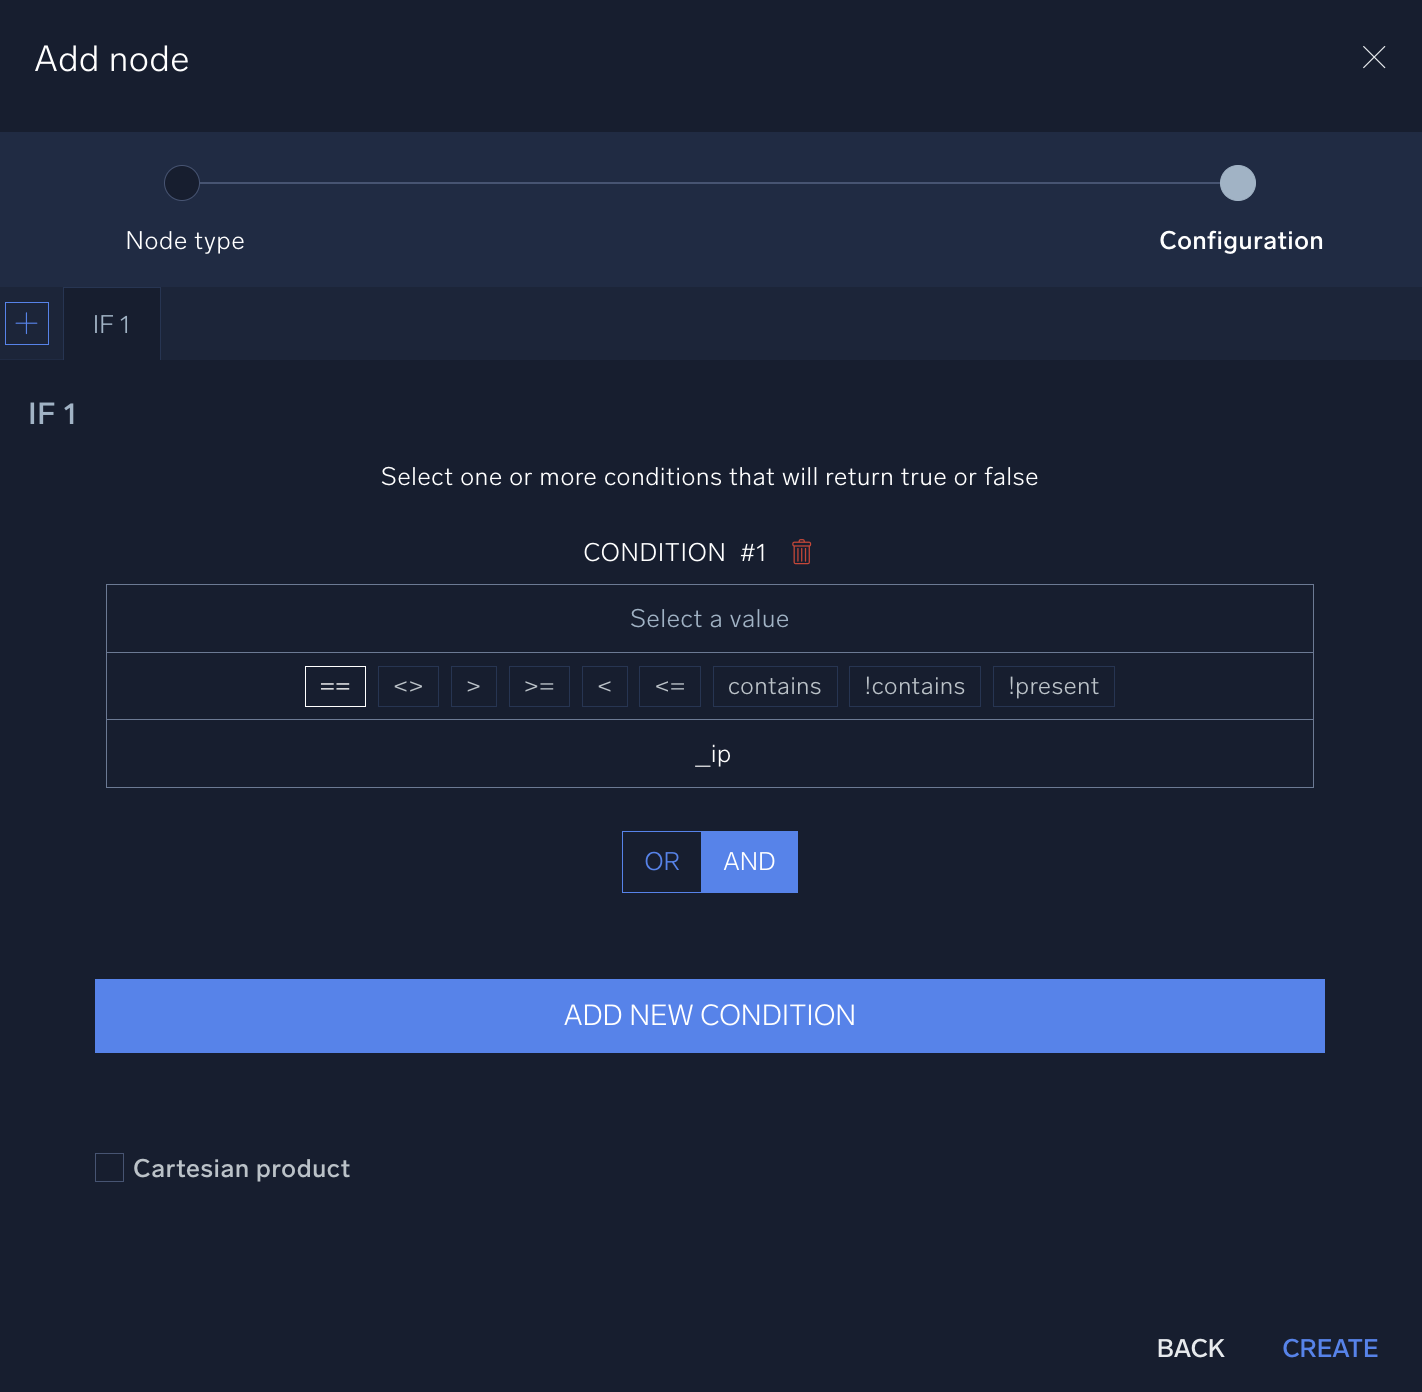 Add node
Node type
Configuration
IF 1
IF 1
Select one or more conditions that will return true or false
CONDITION #1
Select a value
== <> > >= < <= contains !contains !present
_ip
OR AND
ADD NEW CONDITION
Cartesian product
BACK CREATE